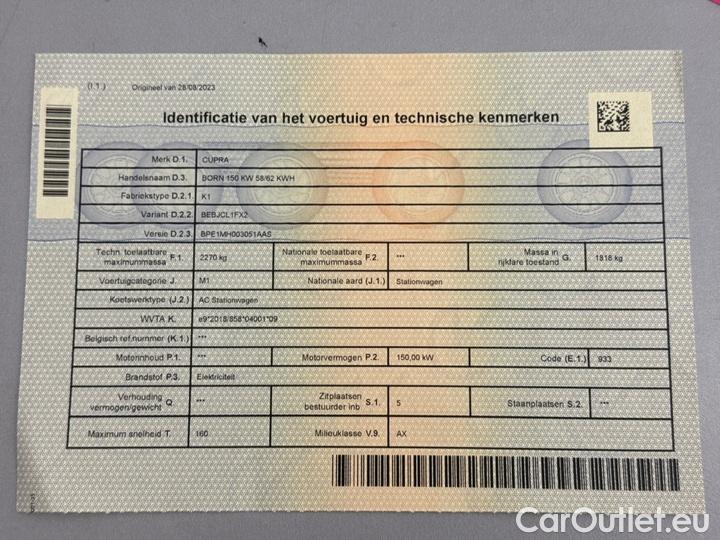 (I.1.) Origineel van 28/08/2023
Identificatie van het voertuig en technische kenmerken
Merk D.1. CUPRA
Handelsnaam D.3. BORN 150 KW 58/62 KWH
Fabriekstype D.2.1. K1
Variant D.2.2. BEBJCL1FX2
Versie D.2.3. BPE1MH003051AAS
Techn. toelaatbare maximummassa F.1. 2270 kg Nationale toelaatbare maximummassa F.2. *** Massa in rijklare toestand G. 1818 kg
Voertuigcategorie J. M1 Nationale aard (J.1.) Stationwagen
Koetswerktype (J.2.) AC Stationwagen
WVTA K. e9*2018/858*04001*09
Belgisch ref.nummer (K.1.) ***
Motorinhoud P.1. *** Motorvermogen P.2. 150,00 kW Code (E.1.) 933
Brandstof P.3. Elektriciteit
Verhouding vermogen/gewicht Q. *** Zitplaatsen bestuurder inb. S.1. 5 Staanplaatsen S.2. ***
Maximum snelheid T. 160 Milieuklasse V.9. AX
CarOutlet.eu